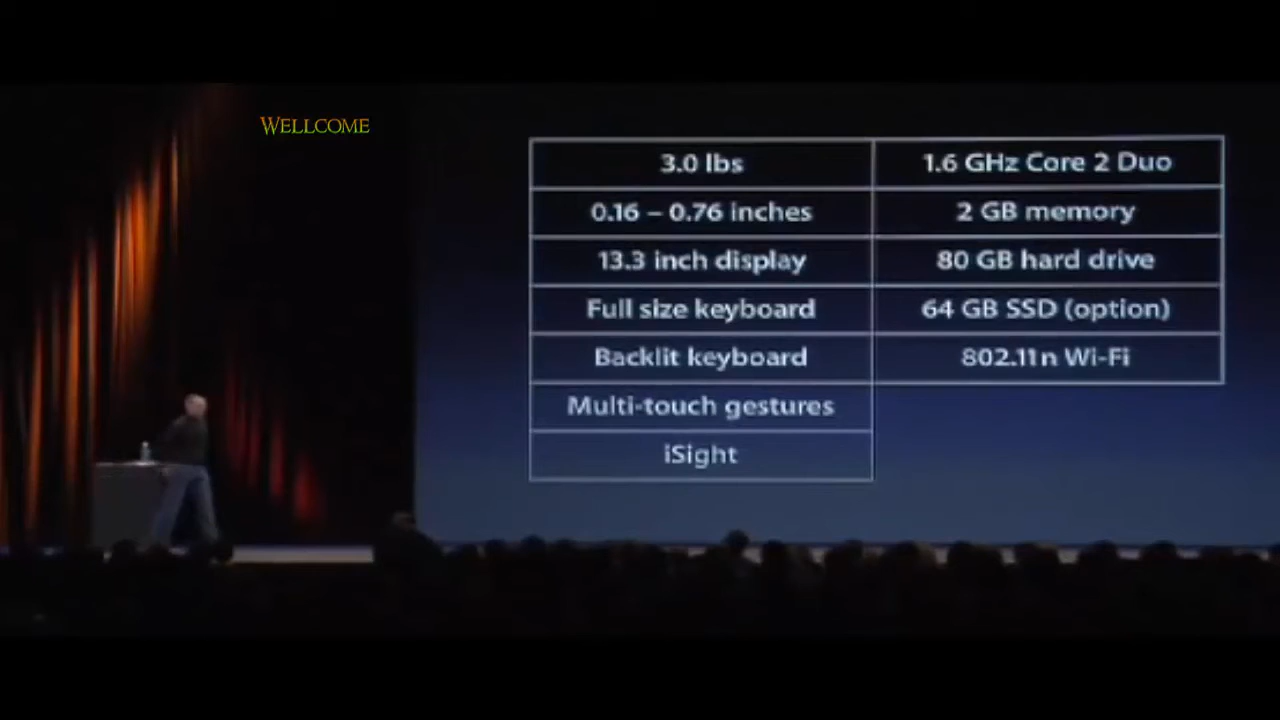 WELLCOME
3.0 lbs
1.6 GHz Core 2 Duo
0.16 – 0.76 inches
2 GB memory
13.3 inch display
80 GB hard drive
Full size keyboard
64 GB SSD (option)
Backlit keyboard
802.11n Wi-Fi
Multi-touch gestures
iSight